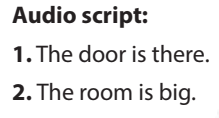 Audio script:
1. The door is there.
2. The room is big.